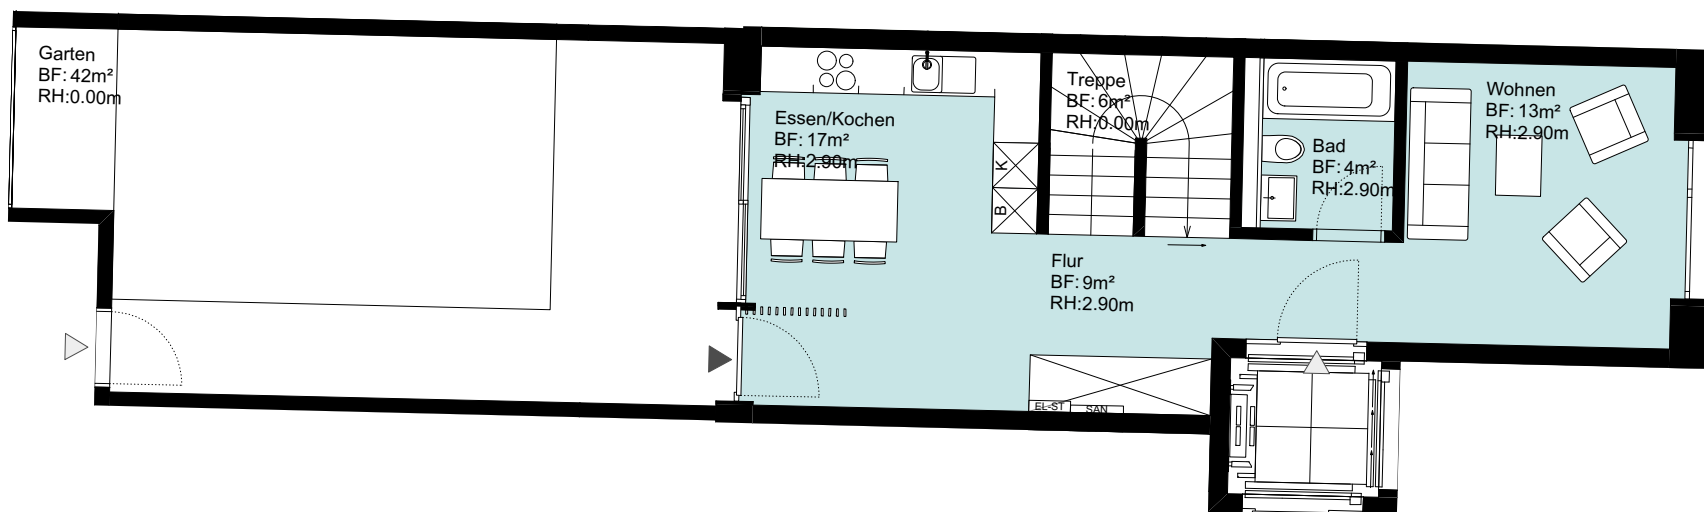 Garten
BF: 42m²
RH:0.00m
Essen/Kochen
BF: 17m²
RH:2.90m
Treppe
BF: 6m²
RH:0.00m
K
B
Bad
BF: 4m²
RH:2.90m
Wohnen
BF: 13m²
RH:2.90m
Flur
BF: 9m²
RH:2.90m
EL-ST
SAN